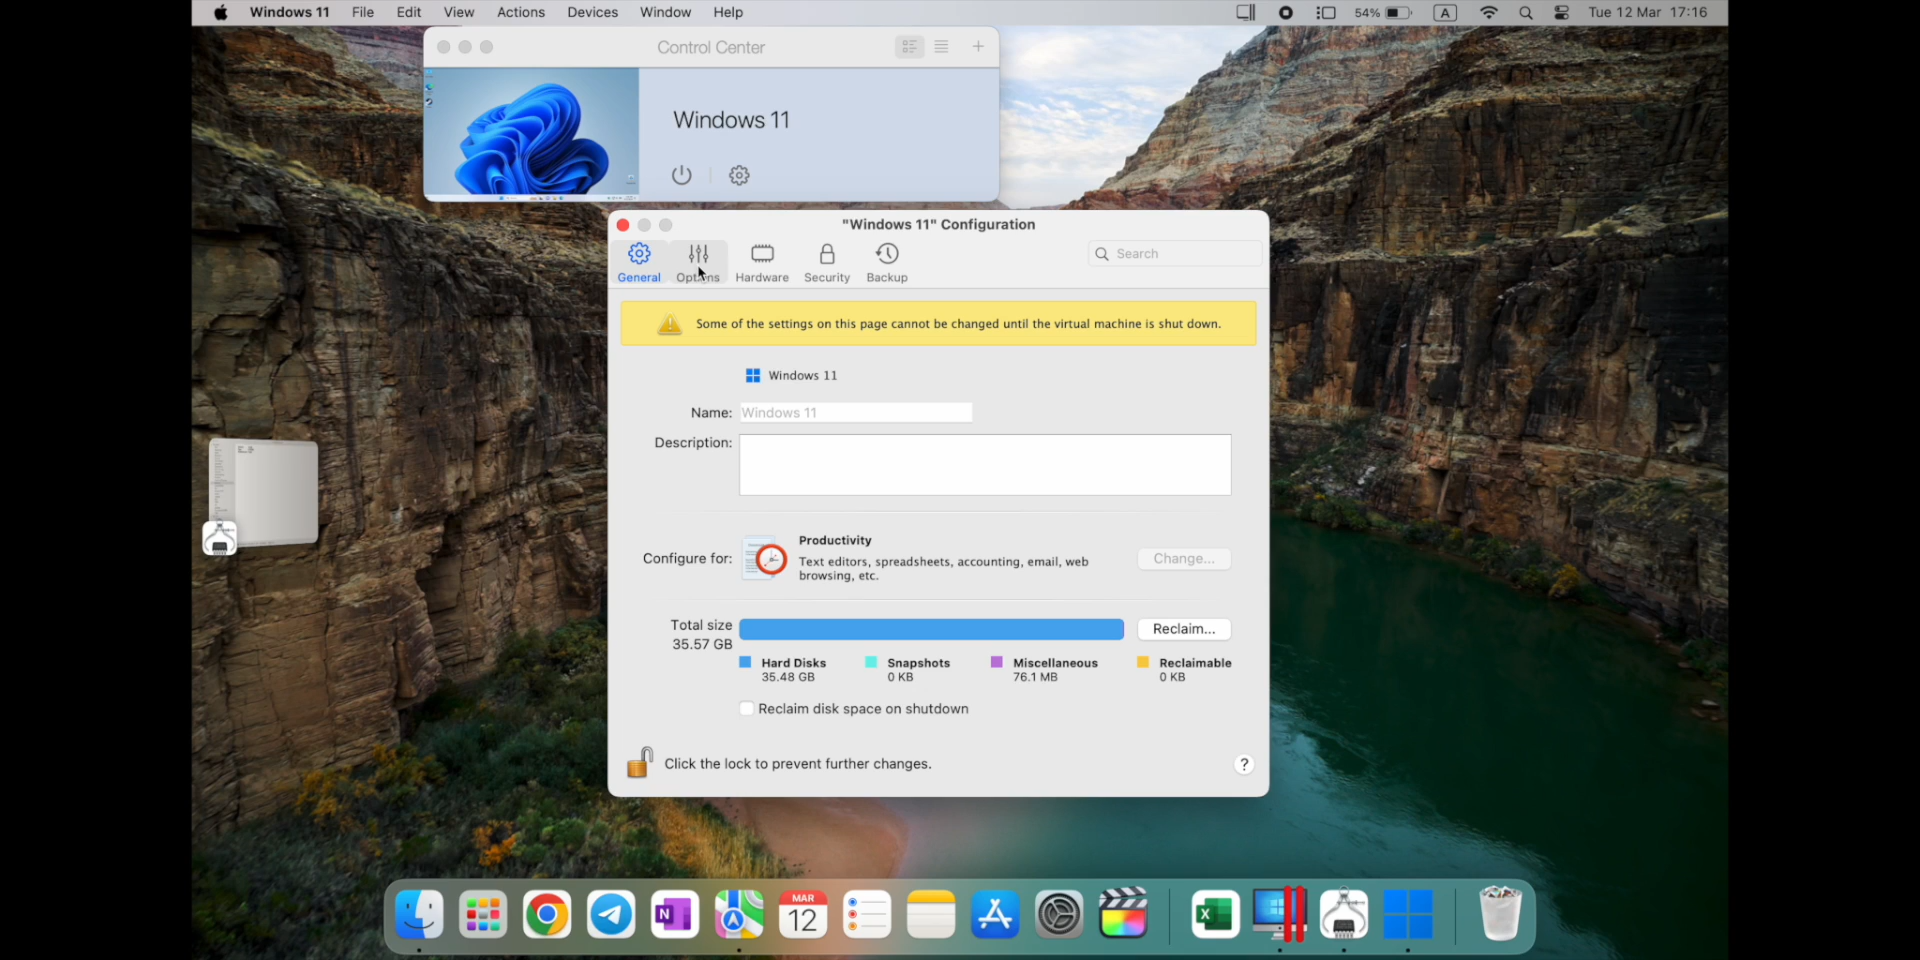 Windows 11 File Edit View Actions Devices Window Help 54% A Tue 12 Mar 17:16
Control Center
Windows 11
"Windows 11" Configuration
General Options Hardware Security Backup Search
Some of the settings on this page cannot be changed until the virtual machine is shut down.
Windows 11
Name: Windows 11
Description:
Configure for: Productivity
Text editors, spreadsheets, accounting, email, web
browsing, etc.
Change...
Total size
35.57 GB
Reclaim...
Hard Disks Snapshots Miscellaneous Reclaimable
35.48 GB 0 KB 76.1 MB 0 KB
Reclaim disk space on shutdown
Click the lock to prevent further changes. ?
MAR
12
N
X